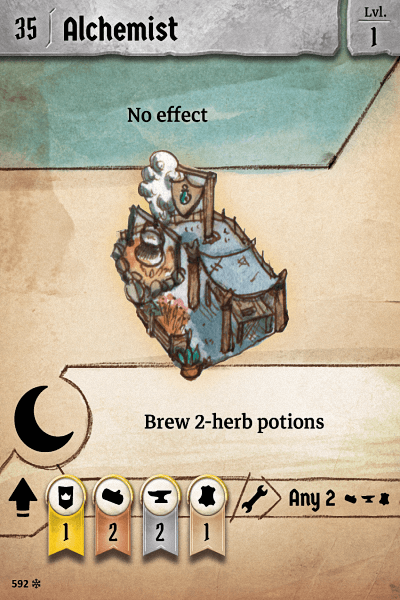 35 Alchemist
Lvl.
1
No effect
Brew 2-herb potions
1 2 2 1 Any 2
592